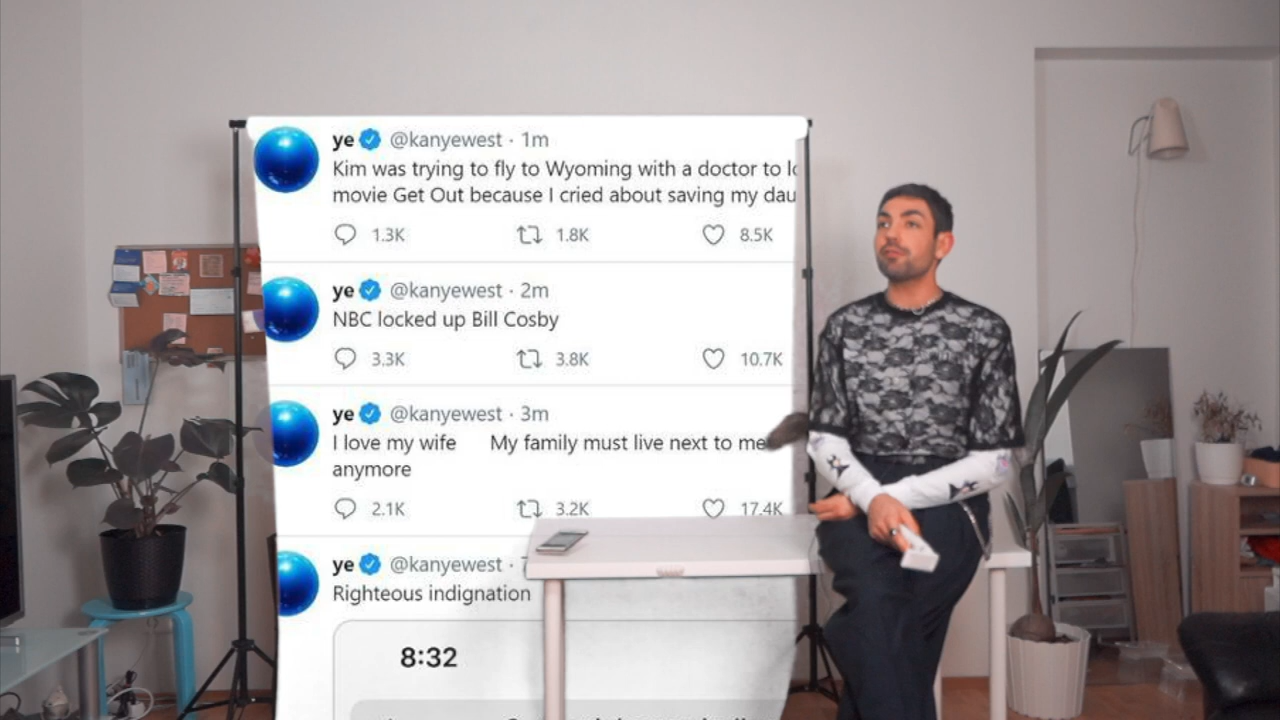 ye @kanyewest · 1m
Kim was trying to fly to Wyoming with a doctor to
movie Get Out because I cried about saving my
1.3K 1.8K 8.5K
ye @kanyewest · 2m
NBC locked up Bill Cosby
3.3K 3.8K 10.7K
ye @kanyewest · 3m
I love my wife My family must live next to me
anymore
2.1K 3.2K 17.4K
ye @kanyewest ·
Righteous indignation
8:32